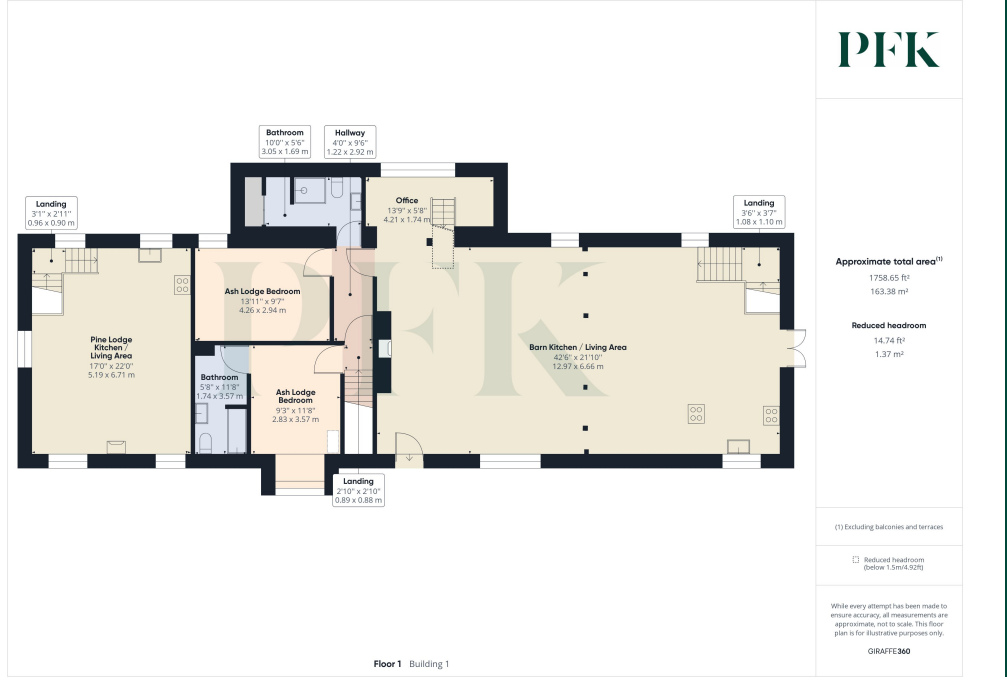 PFK
Bathroom
10'0" x 5'6"
3.05 x 1.69 m
Hallway
4'0" x 9'6"
1.22 x 2.92 m
Landing
3'1" x 2'11"
0.96 x 0.90 m
Office
13'9" x 5'8"
4.21 x 1.74 m
Landing
3'6" x 3'7"
1.08 x 1.10 m
Ash Lodge Bedroom
13'11" x 9'7"
4.26 x 2.94 m
Pine Lodge
Kitchen /
Living Area
17'0" x 22'0"
5.19 x 6.71 m
Barn Kitchen / Living Area
42'6" x 21'10"
12.97 x 6.66 m
Bathroom
5'8" x 11'8"
1.74 x 3.57 m
Ash Lodge
Bedroom
9'3" x 11'8"
2.83 x 3.57 m
Landing
2'10" x 2'10"
0.89 x 0.88 m
PFK
Floor 1 Building 1
Approximate total area(1)
1758.65 ft²
163.38 m²
Reduced headroom
14.74 ft²
1.37 m²
(1) Excluding balconies and terraces
Reduced headroom
(below 1.5m/4.92ft)
While every attempt has been made to
ensure accuracy, all measurements are
approximate, not to scale. This floor
plan is for illustrative purposes only.
GIRAFFE360